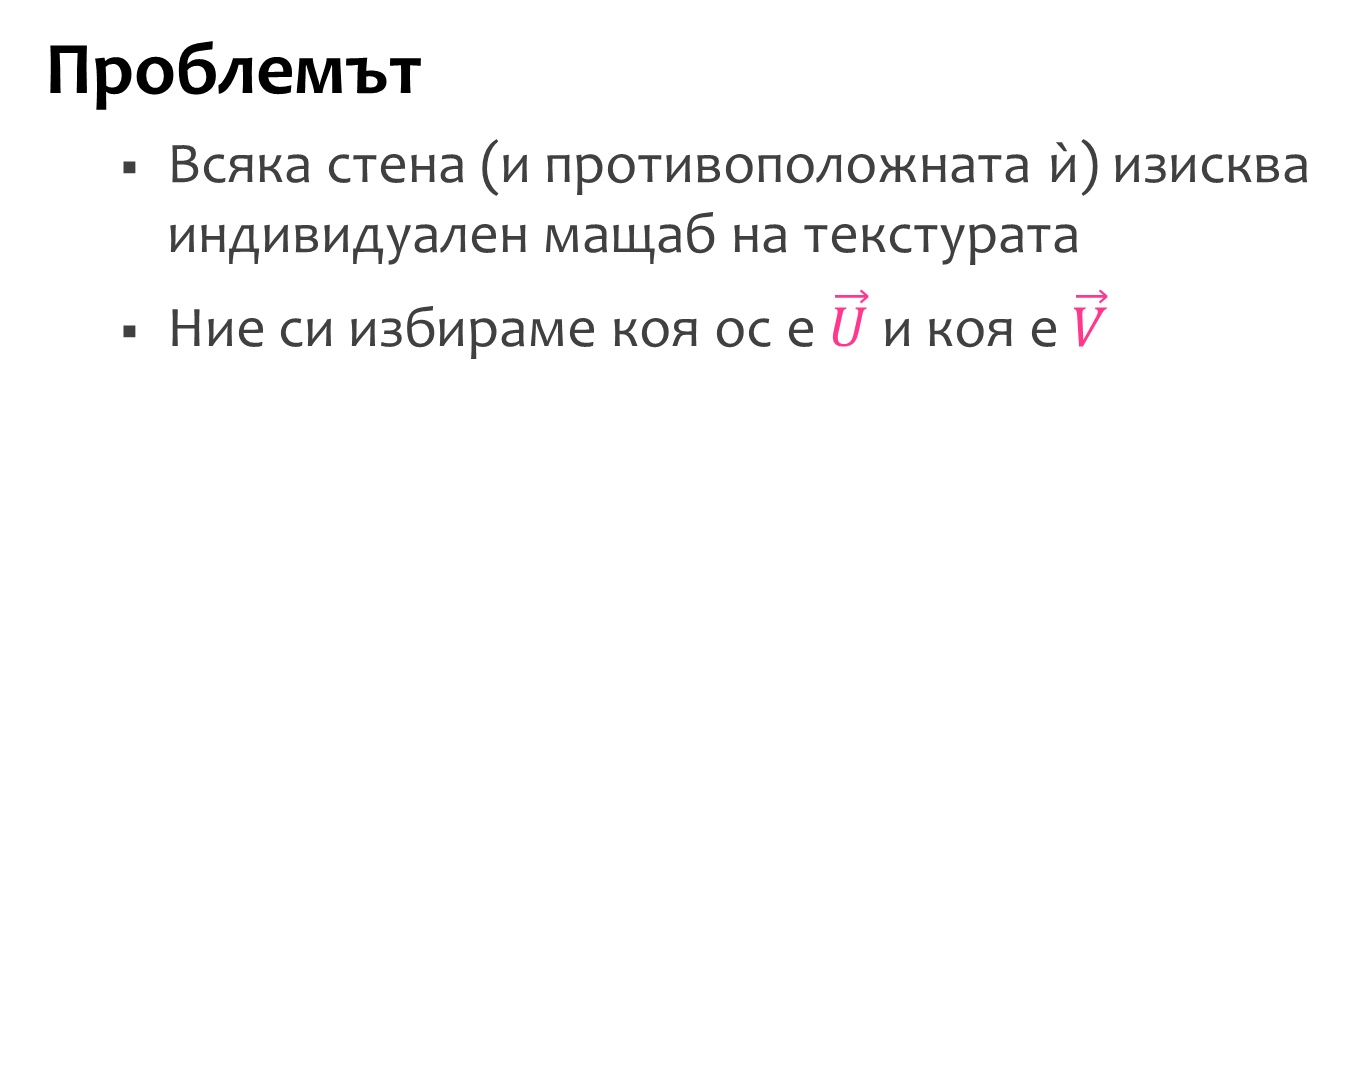 Проблемът
▪ Всяка стена (и противоположната ѝ) изисква
индивидуален мащаб на текстурата
▪ Ние си избираме коя ос е U⃗ и коя е V⃗